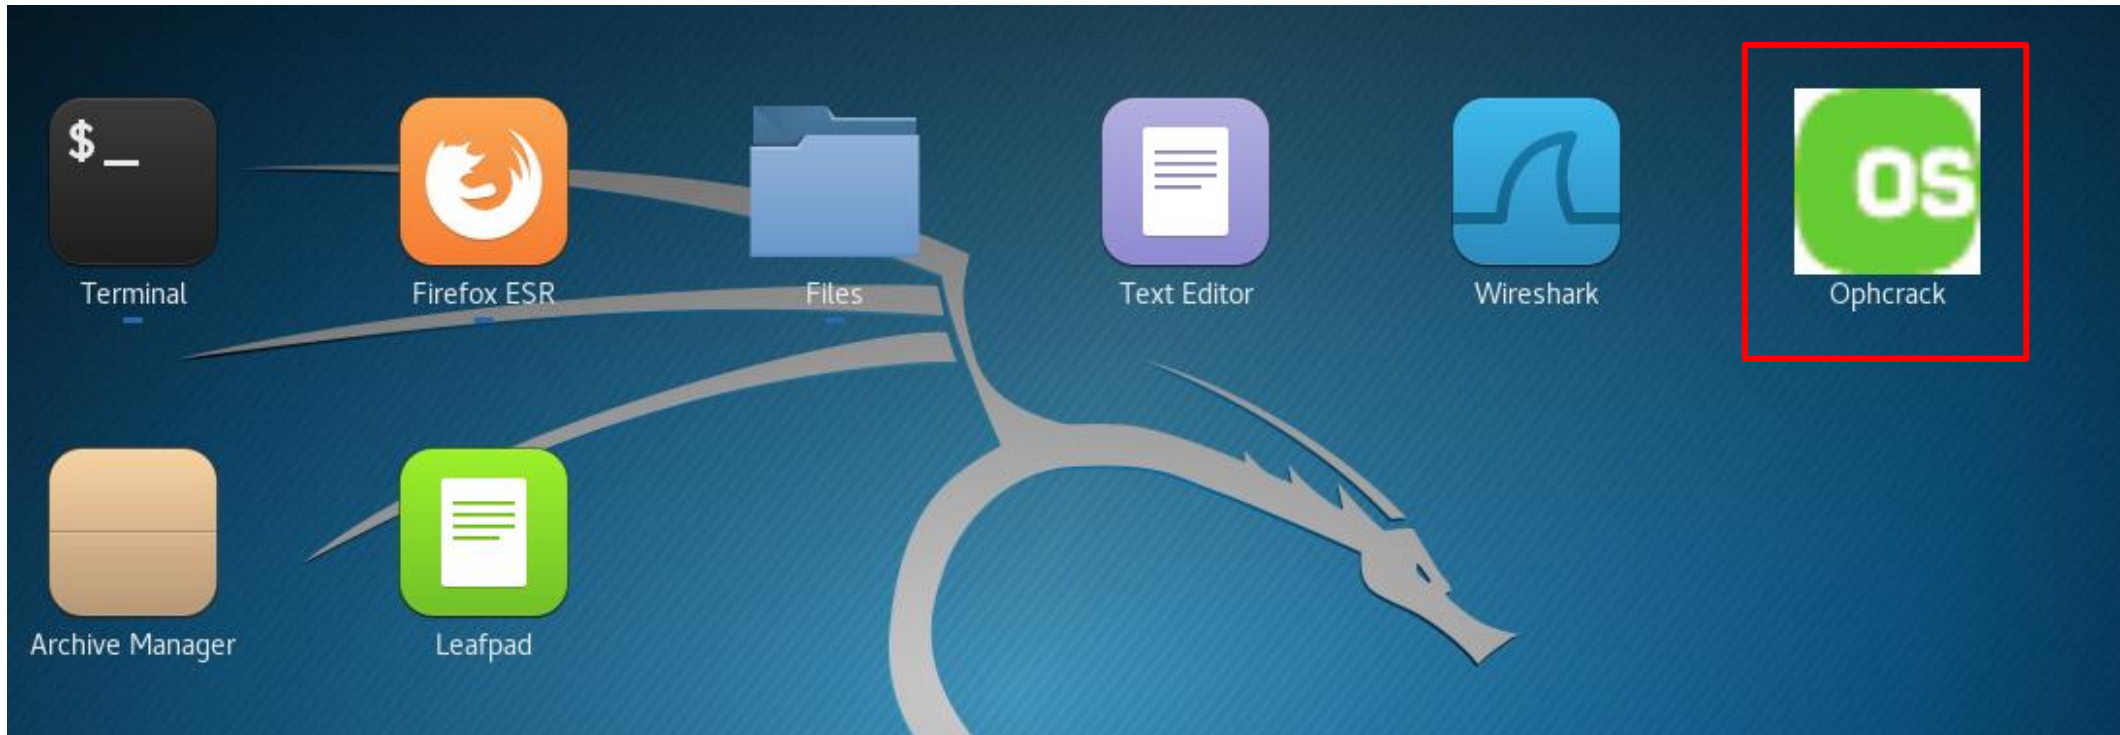 $_
OS
Terminal
Firefox ESR
Files
Text Editor
Wireshark
Ophcrack
Archive Manager
Leafpad